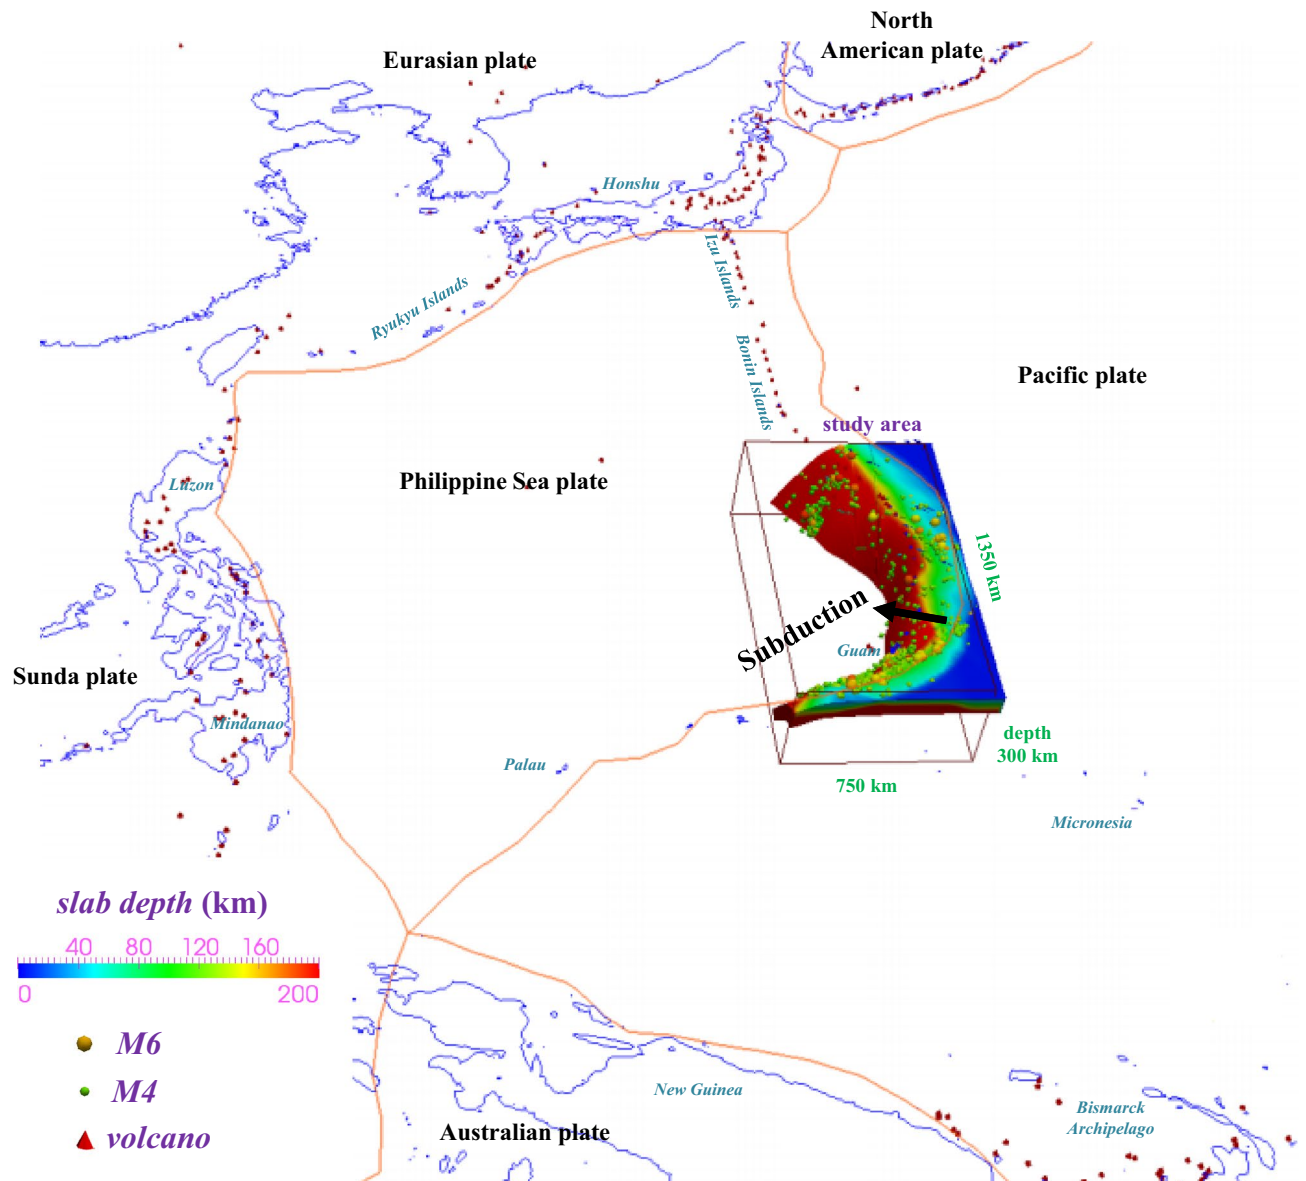 North
American plate
Eurasian plate
Honshu
Izu Islands
Ryukyu Islands
Bonin Islands
Pacific plate
study area
Philippine Sea plate
Luzon
1350 km
Subduction
Guam
Sunda plate
Mindanao
depth
300 km
Palau
750 km
Micronesia
slab depth (km)
40 80 120 160
0 200
M6
M4
volcano
New Guinea
Bismarck
Archipelago
Australian plate